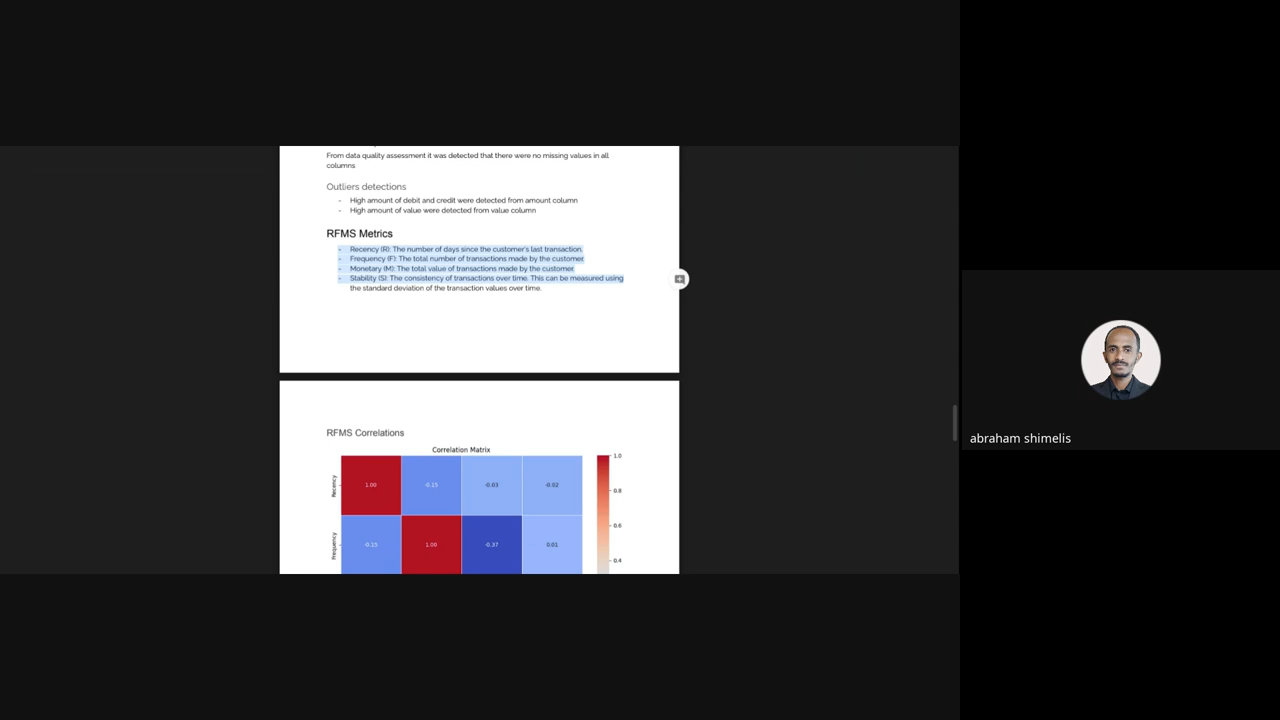 From data quality assessment it was detected that there were no missing values in all
columns
Outliers detections
- High amount of debit and credit were detected from amount column
- High amount of value were detected from value column
RFMS Metrics
- Recency (R): The number of days since the customer's last transaction.
- Frequency (F): The total number of transactions made by the customer.
- Monetary (M): The total value of transactions made by the customer.
- Stability (S): The consistency of transactions over time. This can be measured using
the standard deviation of the transaction values over time.
RFMS Correlations
Correlation Matrix
Recency
1.00 -0.15 -0.03 -0.02
Frequency
-0.15 1.00 -0.37 0.01
1.0
0.8
0.6
0.4
abraham shimelis